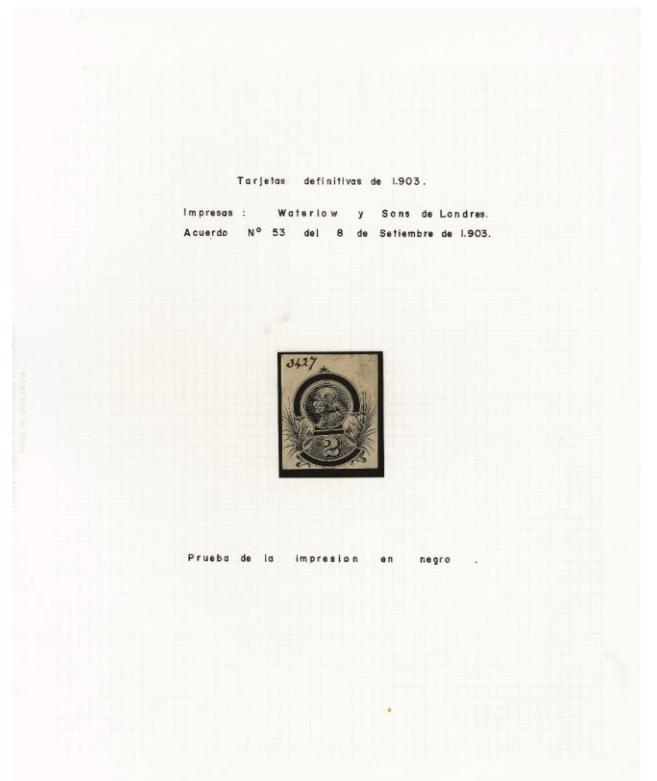 Tarjetas definitivas de 1.903.
Impresas : Waterlow y Sons de Londres.
Acuerdo Nº 53 del 8 de Setiembre de 1.903.
3427
2
Prueba de la impresion en negro .